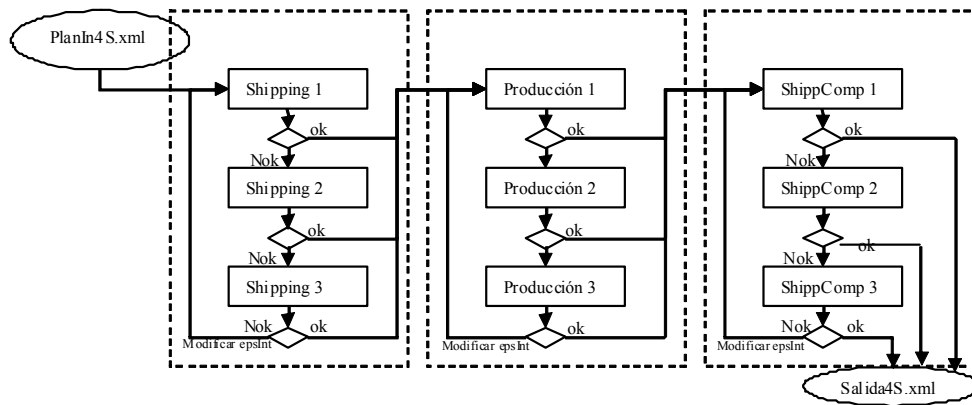 PlanIn4S.xml
Shipping 1
ok
Nok
Shipping 2
ok
Nok
Shipping 3
Nok
ok
Modificar epsInt
Producción 1
ok
Producción 2
ok
Producción 3
ok
Modificar epsInt
ShippComp 1
ok
Nok
ShippComp 2
ok
Nok
ShippComp 3
Nok
ok
Modificar epsInt
Salida4S.xml